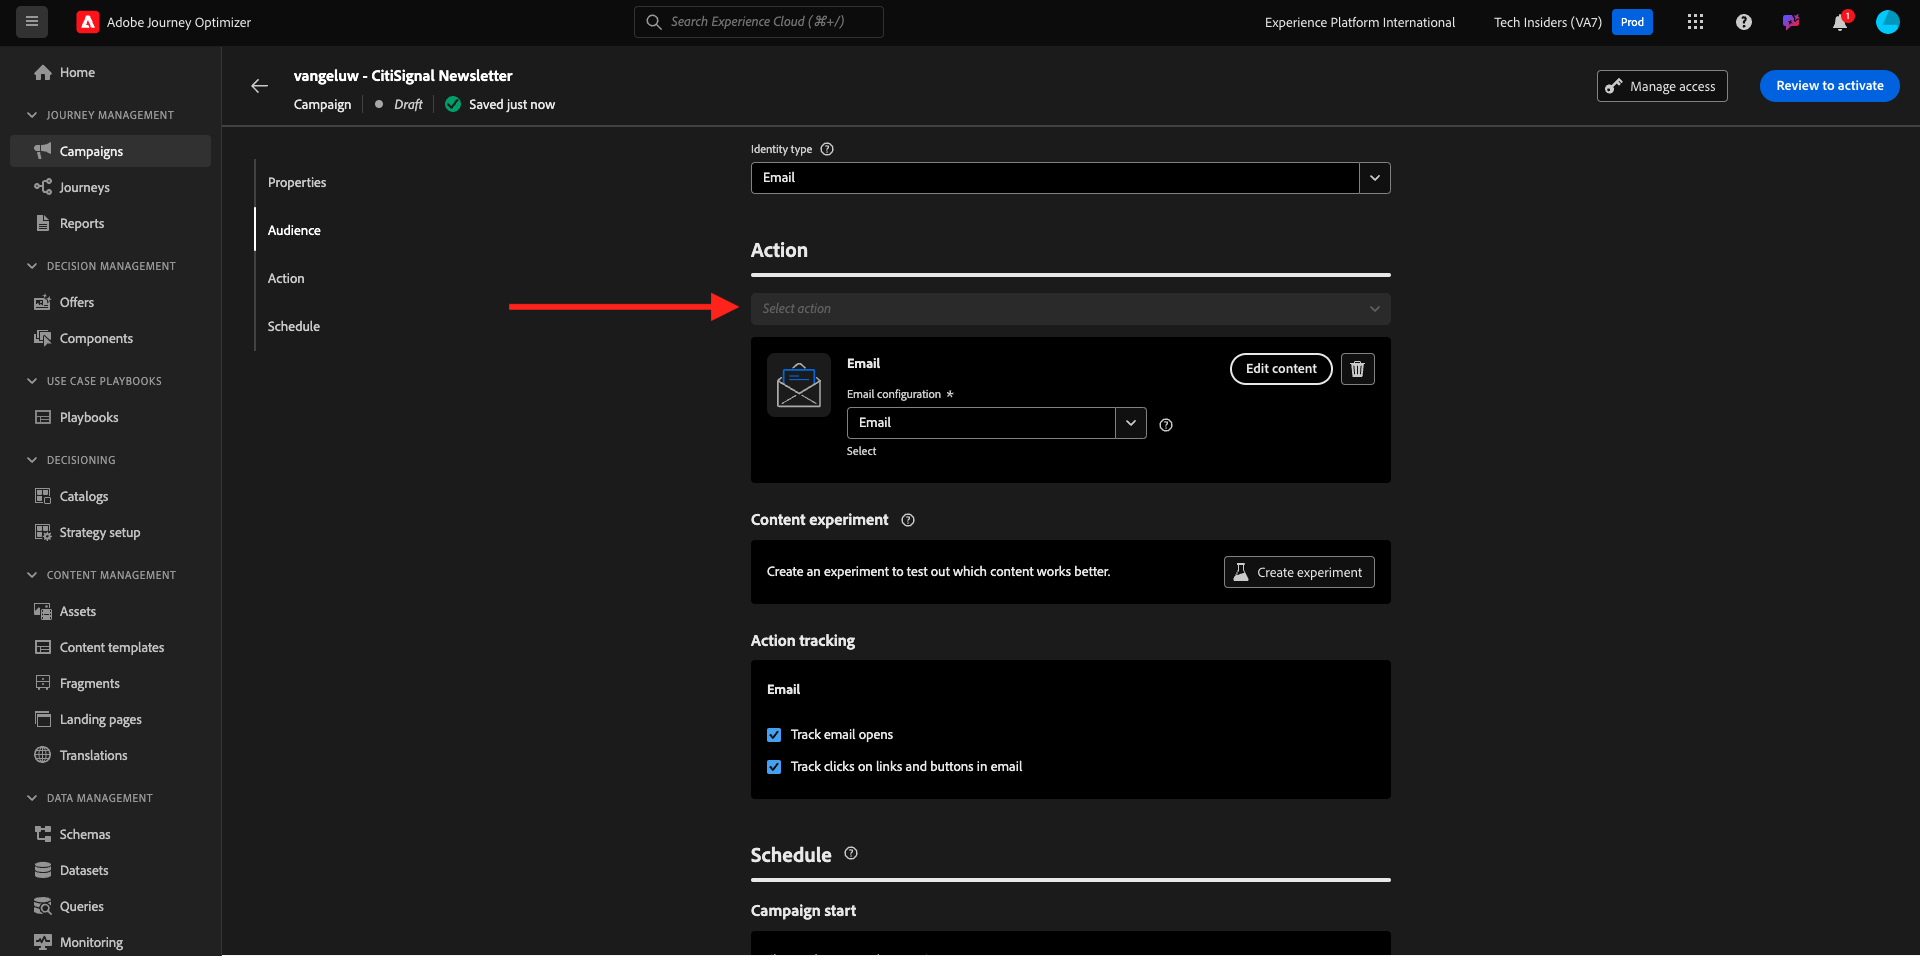 Adobe Journey Optimizer
Search Experience Cloud (⌘+/)
Experience Platform International
Tech Insiders (VA7)
Prod
1
Home
JOURNEY MANAGEMENT
Campaigns
Journeys
Reports
DECISION MANAGEMENT
Offers
Components
USE CASE PLAYBOOKS
Playbooks
DECISIONING
Catalogs
Strategy setup
CONTENT MANAGEMENT
Assets
Content templates
Fragments
Landing pages
Translations
DATA MANAGEMENT
Schemas
Datasets
Queries
Monitoring
vangeluw - CitiSignal Newsletter
Campaign
Draft
Saved just now
Manage access
Review to activate
Properties
Audience
Action
Schedule
Identity type
Email
Action
Select action
Email
Edit content
Email configuration *
Email
Select
Content experiment
Create an experiment to test out which content works better.
Create experiment
Action tracking
Email
Track email opens
Track clicks on links and buttons in email
Schedule
Campaign start